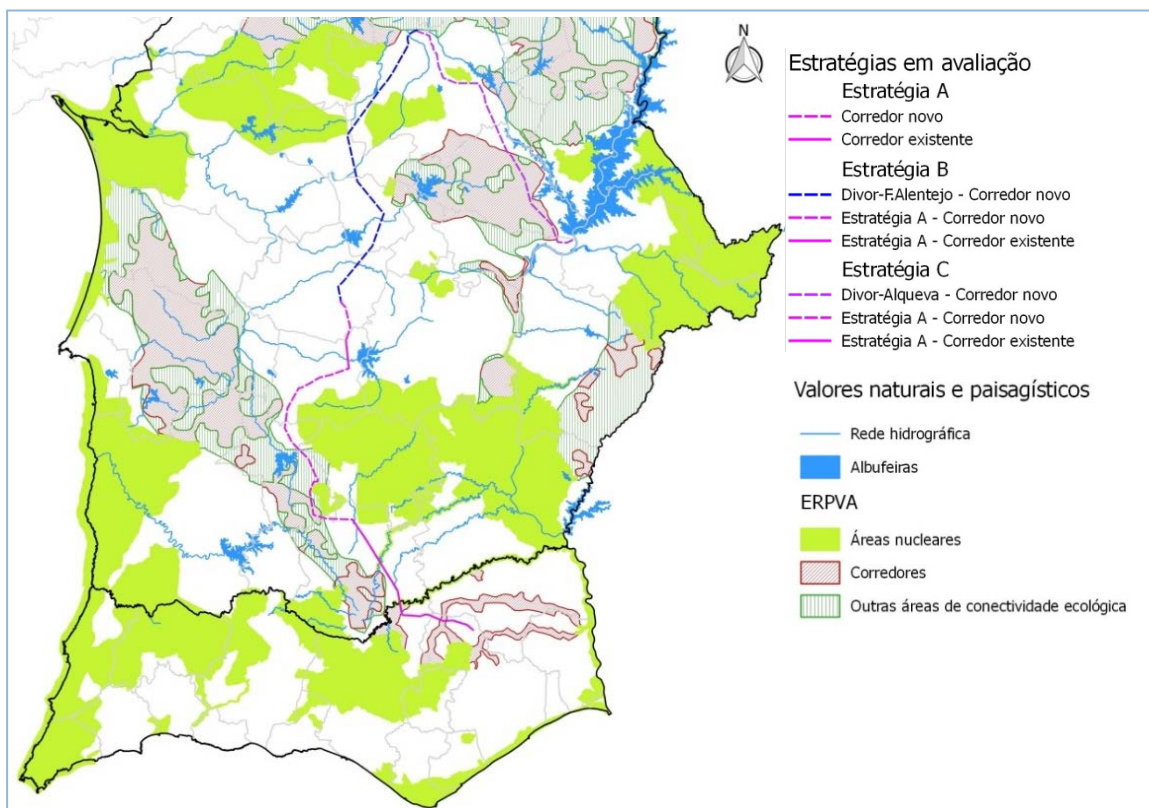 N
Estratégias em avaliação
Estratégia A
Corredor novo
Corredor existente
Estratégia B
Divor-F.Alentejo - Corredor novo
Estratégia A - Corredor novo
Estratégia A - Corredor existente
Estratégia C
Divor-Alqueva - Corredor novo
Estratégia A - Corredor novo
Estratégia A - Corredor existente
Valores naturais e paisagísticos
Rede hidrográfica
Albufeiras
ERPVA
Áreas nucleares
Corredores
Outras áreas de conectividade ecológica